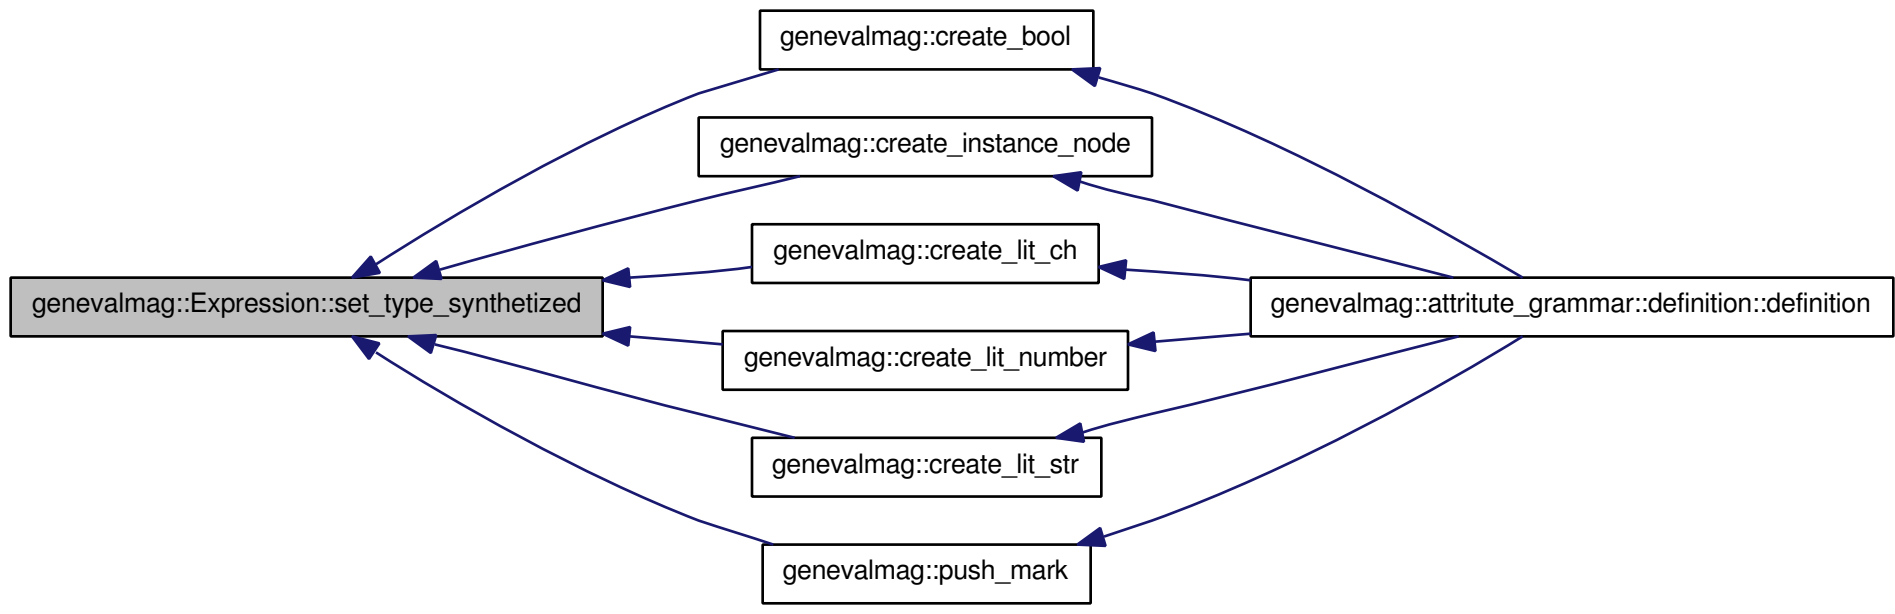 genevalmag::create_bool
genevalmag::create_instance_node
genevalmag::create_lit_ch
genevalmag::Expression::set_type_synthetized
genevalmag::attritute_grammar::definition::definition
genevalmag::create_lit_number
genevalmag::create_lit_str
genevalmag::push_mark